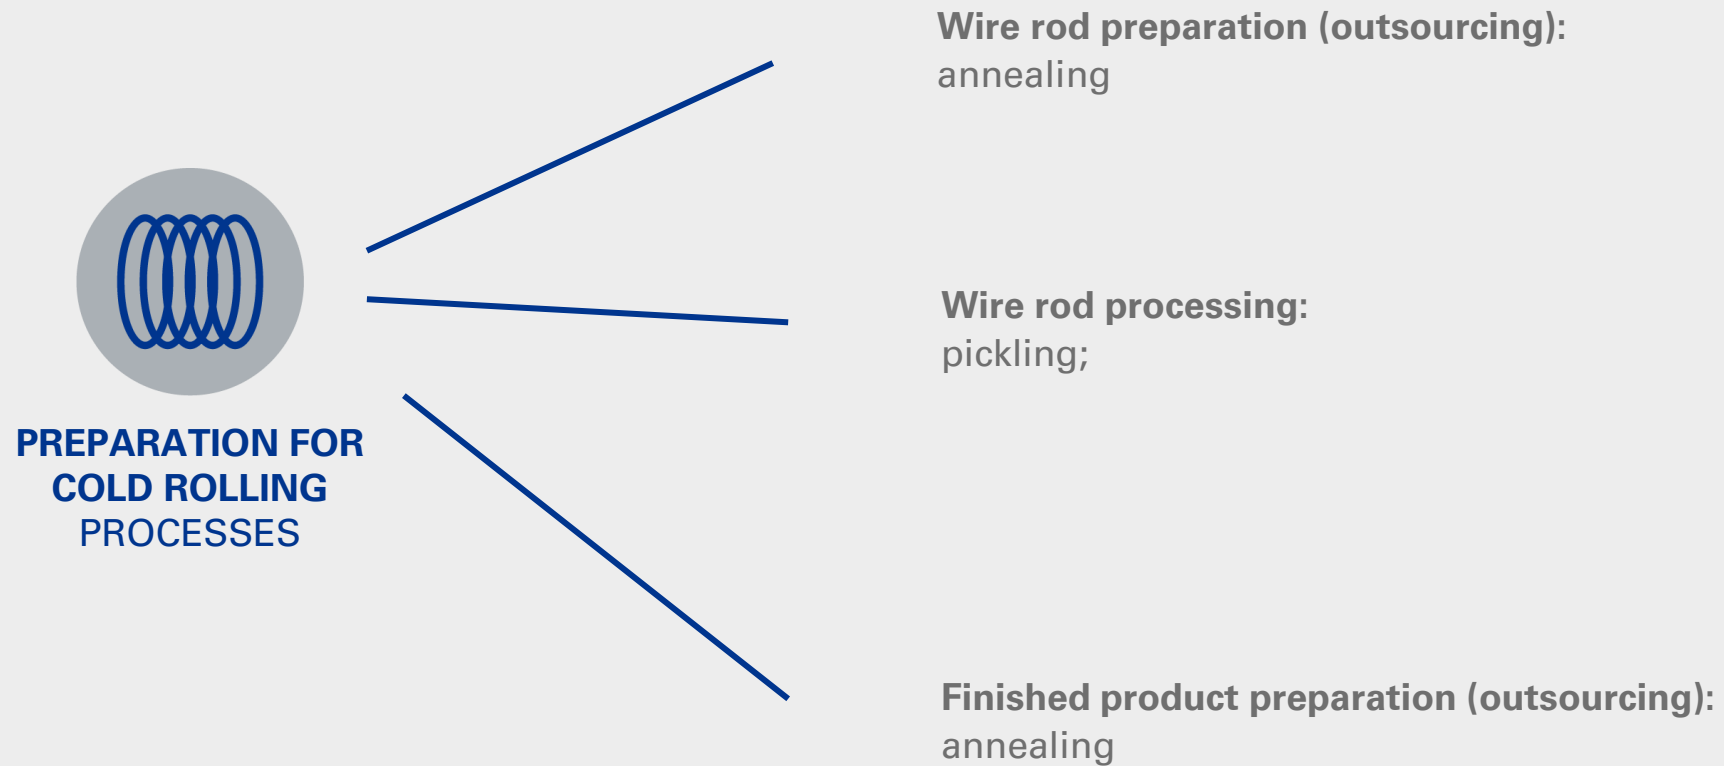 PREPARATION FOR
COLD ROLLING
PROCESSES
Wire rod preparation (outsourcing):
annealing
Wire rod processing:
pickling;
Finished product preparation (outsourcing):
annealing